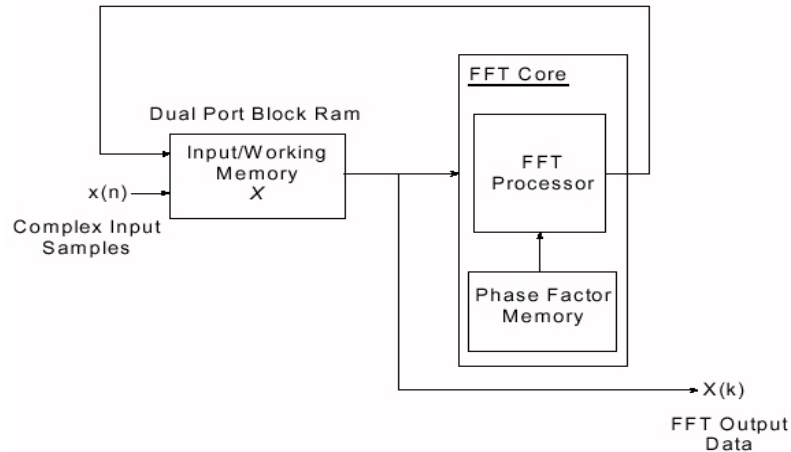 FFT Core
Dual Port Block Ram
Input/Working
Memory
X
FFT
Processor
x(n)
Complex Input
Samples
Phase Factor
Memory
X(k)
FFT Output
Data